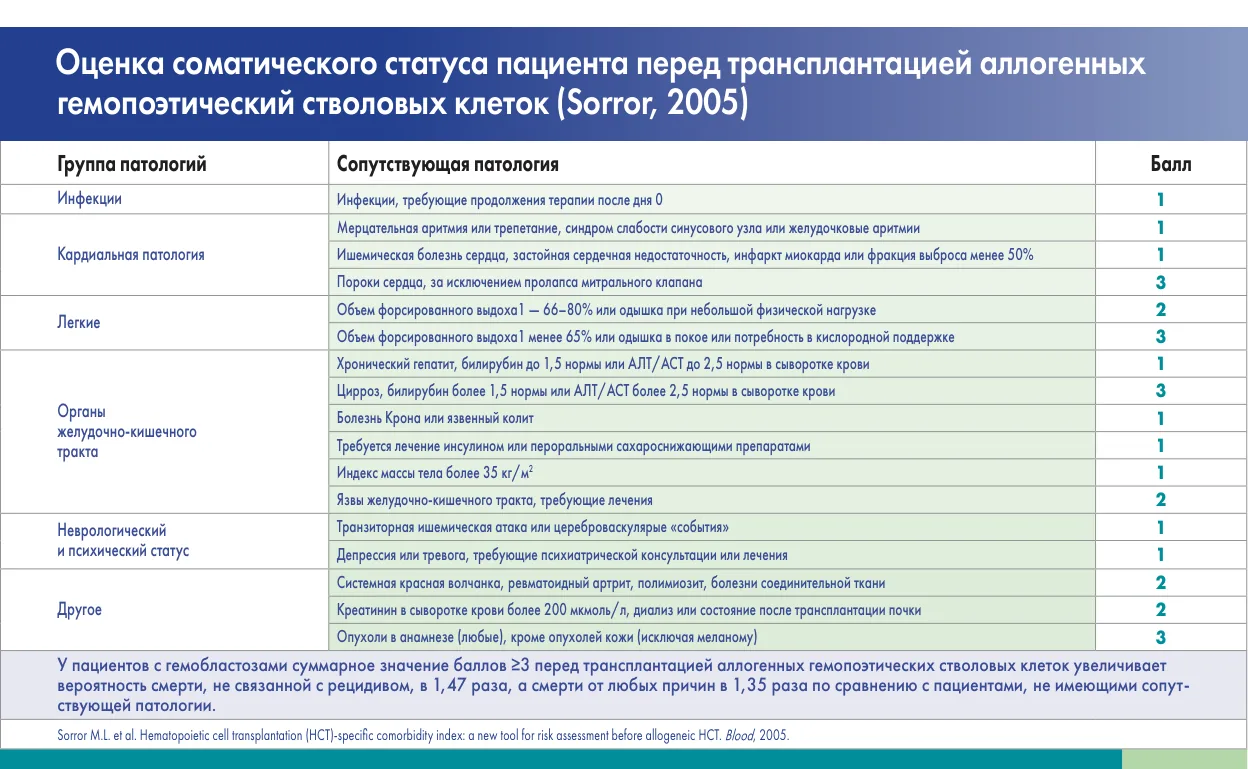 Оценка соматического статуса пациента перед трансплантацией аллогенных
гемопоэтический стволовых клеток (Sorror, 2005)
Группа патологий Сопутствующая патология Балл
Инфекции Инфекции, требующие продолжения терапии после дня 0 1
Кардиальная патология
Мерцательная аритмия или трепетание, синдром слабости синусового узла или желудочковые аритмии 1
Ишемическая болезнь сердца, застойная сердечная недостаточность, инфаркт миокарда или фракция выброса менее 50% 1
Пороки сердца, за исключением пролапса митрального клапана 3
Легкие
Объем форсированного выдоха1 — 66–80% или одышка при небольшой физической нагрузке 2
Объем форсированного выдоха1 менее 65% или одышка в покое или потребность в кислородной поддержке 3
Органы
желудочно-кишечного
тракта
Хронический гепатит, билирубин до 1,5 нормы или АЛТ/АСТ до 2,5 нормы в сыворотке крови 1
Цирроз, билирубин более 1,5 нормы или АЛТ/АСТ более 2,5 нормы в сыворотке крови 3
Болезнь Крона или язвенный колит 1
Требуется лечение инсулином или пероральными сахароснижающими препаратами 1
Индекс массы тела более 35 кг/м² 1
Язвы желудочно-кишечного тракта, требующие лечения 2
Неврологический
и психический статус
Транзиторная ишемическая атака или цереброваскулярые «события» 1
Депрессия или тревога, требующие психиатрической консультации или лечения 1
Другое
Системная красная волчанка, ревматоидный артрит, полимиозит, болезни соединительной ткани 2
Креатинин в сыворотке крови более 200 мкмоль/л, диализ или состояние после трансплантации почки 2
Опухоли в анамнезе (любые), кроме опухолей кожи (исключая меланому) 3
У пациентов с гемобластозами суммарное значение баллов ≥3 перед трансплантацией аллогенных гемопоэтических стволовых клеток увеличивает
вероятность смерти, не связанной с рецидивом, в 1,47 раза, а смерти от любых причин в 1,35 раза по сравнению с пациентами, не имеющими сопут-
ствующей патологии.
Sorror M.L. et al. Hematopoietic cell transplantation (HCT)-specific comorbidity index: a new tool for risk assessment before allogeneic HCT. Blood, 2005.